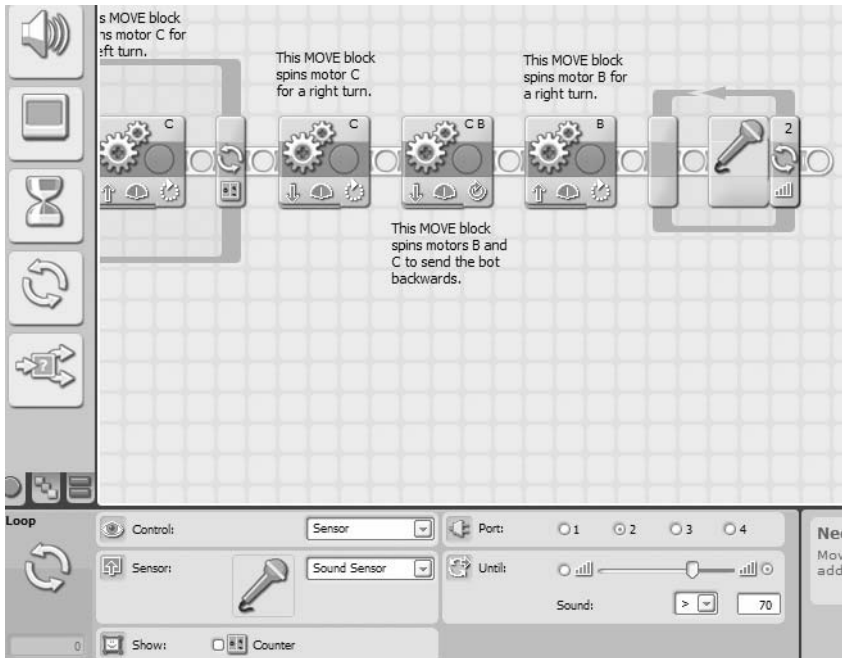 s MOVE block
ns motor C for
eft turn.
This MOVE block
spins motor C
for a right turn.
This MOVE block
spins motor B for
a right turn.
C
C
C B
B
2
This MOVE block
spins motors B and
C to send the bot
backwards.
Loop
Control:
Sensor
Port:
1
2
3
4
Sensor:
Sound Sensor
Until:
Sound:
>
70
0
Show:
Counter
Nee
Mov
add